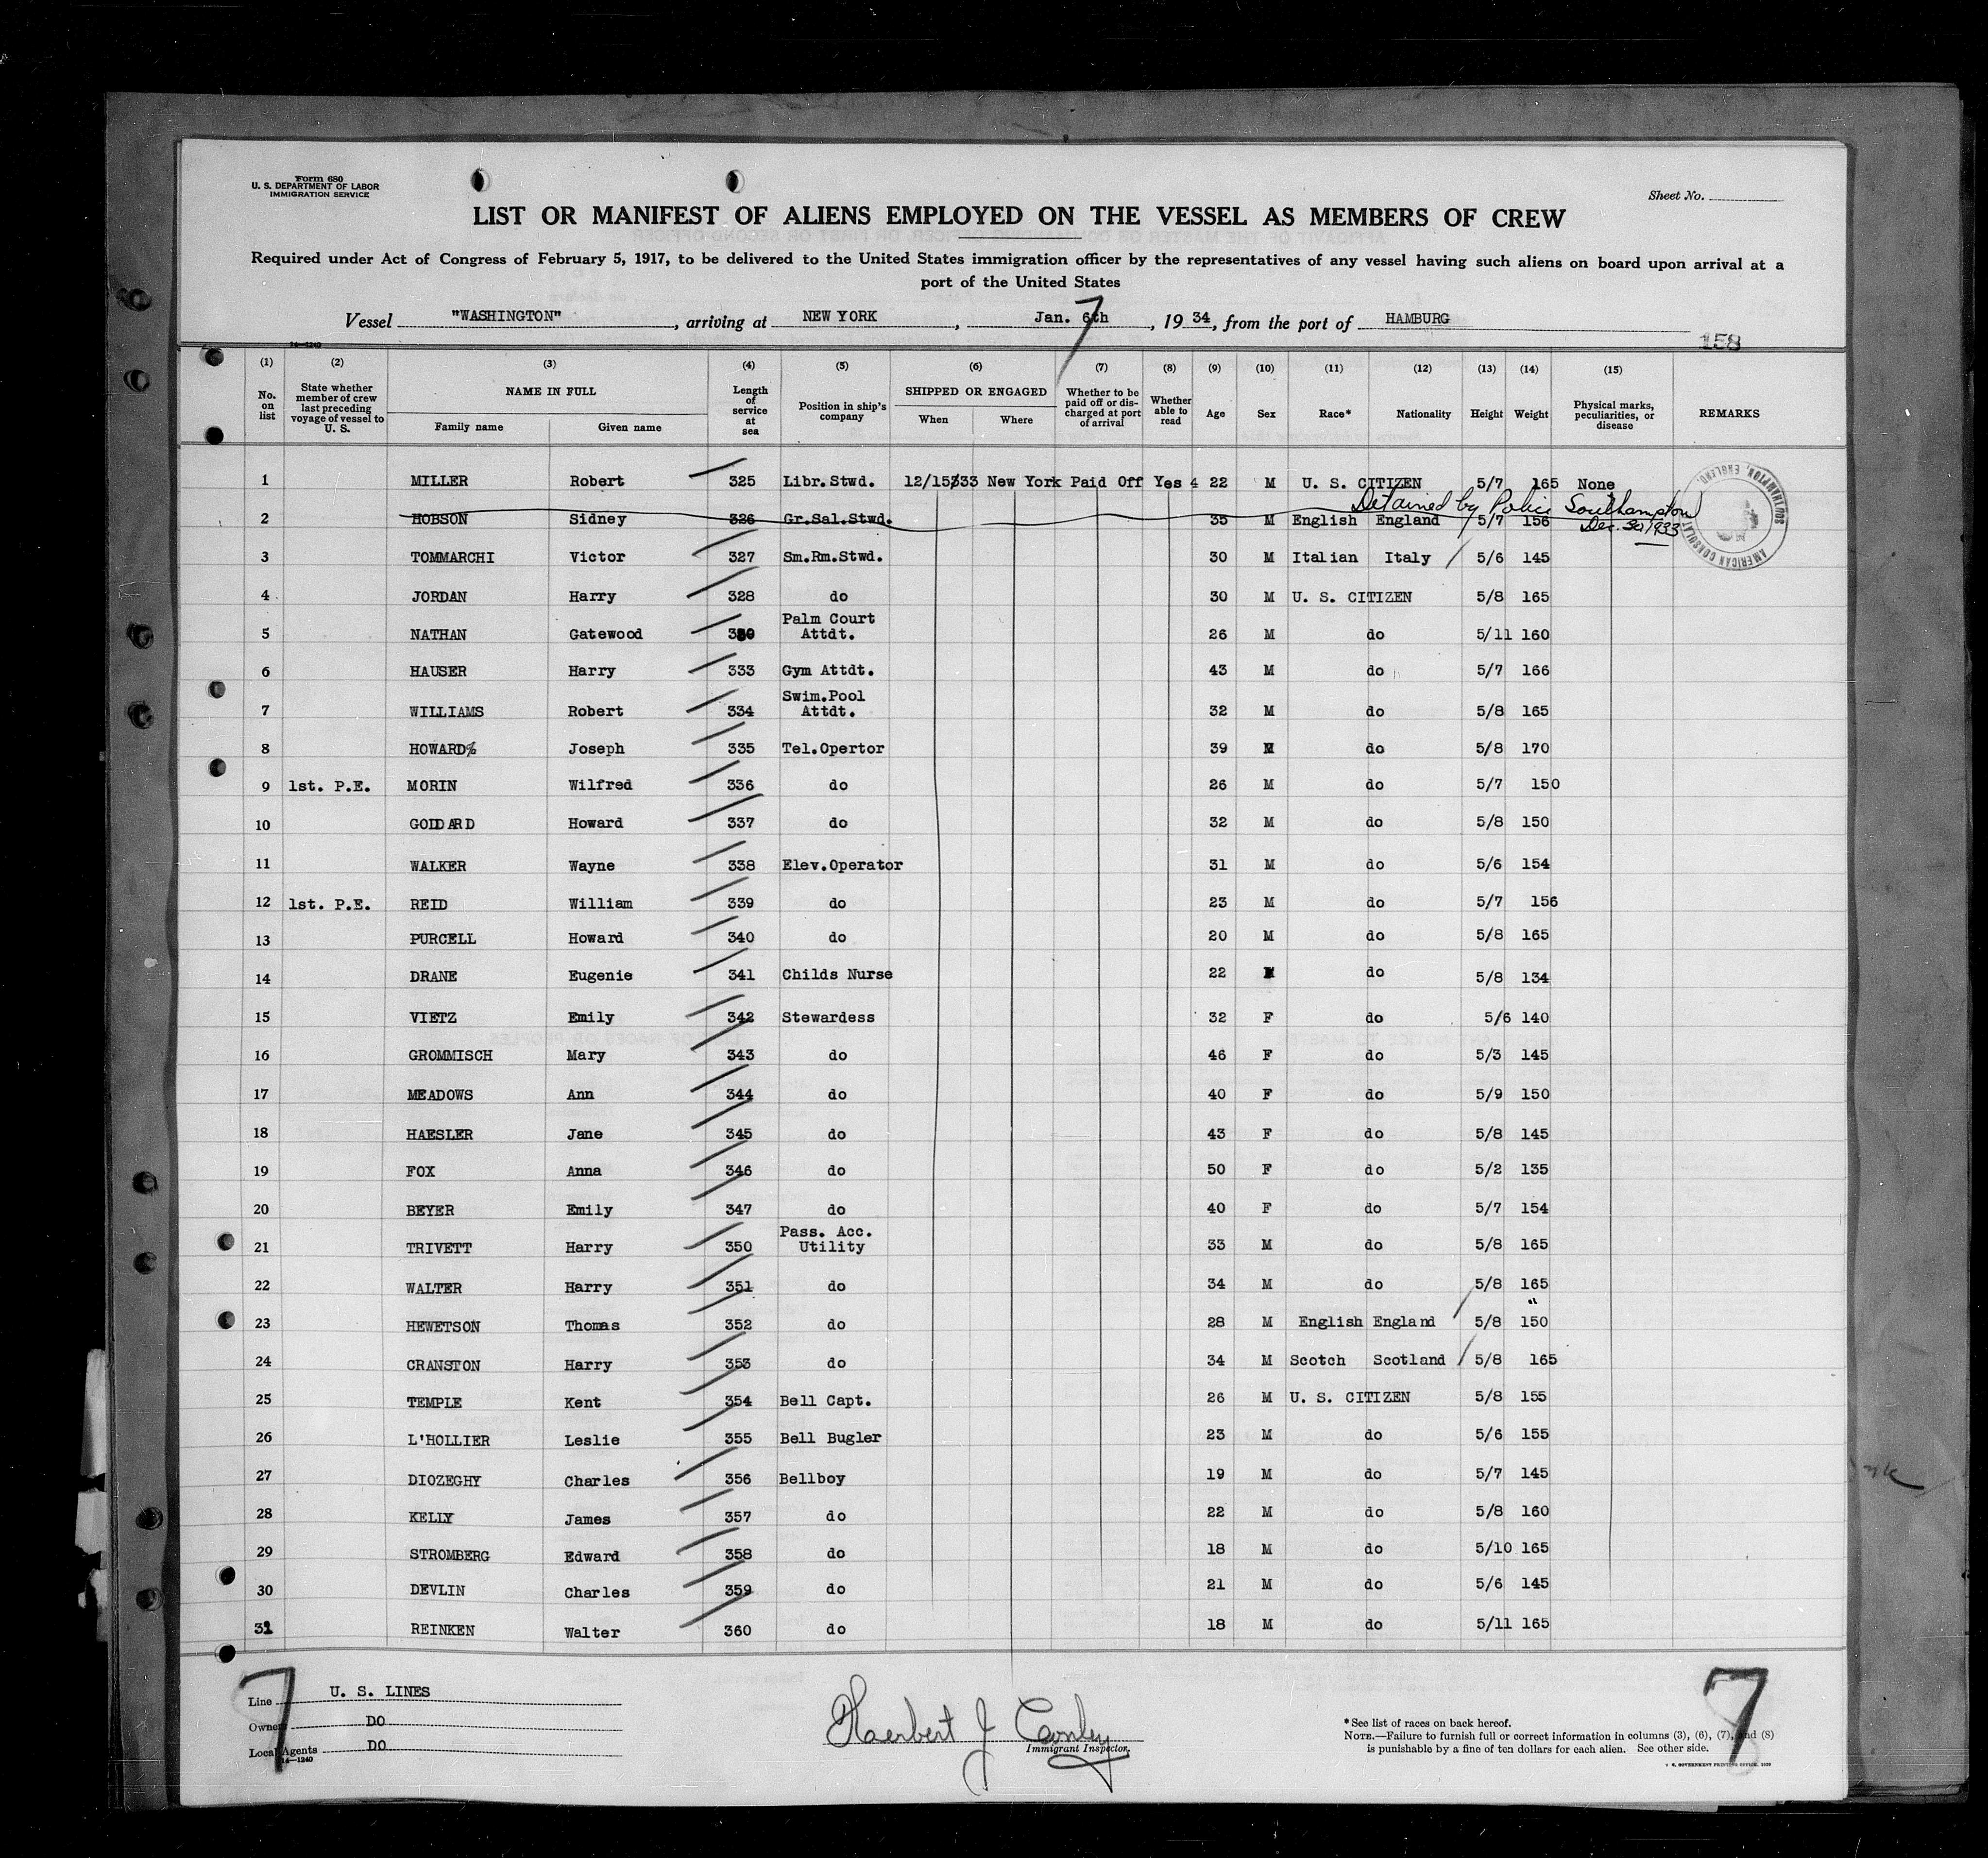 Form 680
U. S. DEPARTMENT OF LABOR
IMMIGRATION SERVICE
Sheet No.
LIST OR MANIFEST OF ALIENS EMPLOYED ON THE VESSEL AS MEMBERS OF CREW
Required under Act of Congress of February 5, 1917, to be delivered to the United States immigration officer by the representatives of any vessel having such aliens on board upon arrival at a
port of the United States
Vessel "WASHINGTON", arriving at NEW YORK, Jan. 6th 7, 1934, from the port of HAMBURG
158
14—1240
(1) (2) (3) (4) (5) (6) (7) (8) (9) (10) (11) (12) (13) (14) (15)
No. on list
State whether member of crew last preceding voyage of vessel to U. S.
NAME IN FULL
Family name
Given name
Length of service at sea
Position in ship's company
SHIPPED OR ENGAGED
When
Where
Whether to be paid off or discharged at port of arrival
Whether able to read
Age
Sex
Race*
Nationality
Height
Weight
Physical marks, peculiarities, or disease
REMARKS
1 MILLER Robert 325 Libr.Stwd. 12/15/33 New York Paid Off Yes 4 22 M U. S. CITIZEN 5/7 165 None
Detained by Police Southampton
Dec. 30/1933
AMERICAN CONSULATE SOUTHAMPTON, ENGLAND.
2 HOBSON Sidney 326 Gr.Sal.Stwd. 35 M English England 5/7 156
3 TOMMARCHI Victor 327 Sm.Rm.Stwd. 30 M Italian Italy 5/6 145
4 JORDAN Harry 328 do 30 M U. S. CITIZEN 5/8 165
5 NATHAN Gatewood Palm Court Attdt. 26 M do 5/11 160
6 HAUSER Harry 333 Gym Attdt. 43 M do 5/7 166
7 WILLIAMS Robert 334 Swim.Pool Attdt. 32 M do 5/8 165
8 HOWARD Joseph 335 Tel.Opertor 39 M do 5/8 170
9 1st. P.E. MORIN Wilfred 336 do 26 M do 5/7 150
10 GODDARD Howard 337 do 32 M do 5/8 150
11 WALKER Wayne 338 Elev.Operator 31 M do 5/6 154
12 1st. P.E. REID William 339 do 23 M do 5/7 156
13 PURCELL Howard 340 do 20 M do 5/8 165
14 DRANE Eugenie 341 Childs Nurse 22 do 5/8 134
15 VIETZ Emily 342 Stewardess 32 F do 5/6 140
16 GROMMISCH Mary 343 do 46 F do 5/3 145
17 MEADOWS Ann 344 do 40 F do 5/9 150
18 HAESLER Jane 345 do 43 F do 5/8 145
19 FOX Anna 346 do 50 F do 5/2 135
20 BEYER Emily 347 do 40 F do 5/7 154
21 TRIVETT Harry 350 Pass. Acc. Utility 33 M do 5/8 165
22 WALTER Harry 351 do 34 M do 5/8 165
23 HEWETSON Thomas 352 do 28 M English England 5/8 150
24 CRANSTON Harry 353 do 34 M Scotch Scotland 5/8 165
25 TEMPLE Kent 354 Bell Capt. 26 M U. S. CITIZEN 5/8 155
26 L'HOLLIER Leslie 355 Bell Bugler 23 M do 5/6 155
27 DIOZEGHY Charles 356 Bellboy 19 M do 5/7 145
28 KELLY James 357 do 22 M do 5/8 160
29 STROMBERG Edward 358 do 18 M do 5/10 165
30 DEVLIN Charles 359 do 21 M do 5/6 145
31 REINKEN Walter 360 do 18 M do 5/11 165
7
Line U. S. LINES
Owners DO
Local Agents DO
14—1240
Haerbert J Conley
Immigrant Inspector.
*See list of races on back hereof.
NOTE.—Failure to furnish full or correct information in columns (3), (6), (7), and (8)
is punishable by a fine of ten dollars for each alien. See other side.
U. S. GOVERNMENT PRINTING OFFICE
7